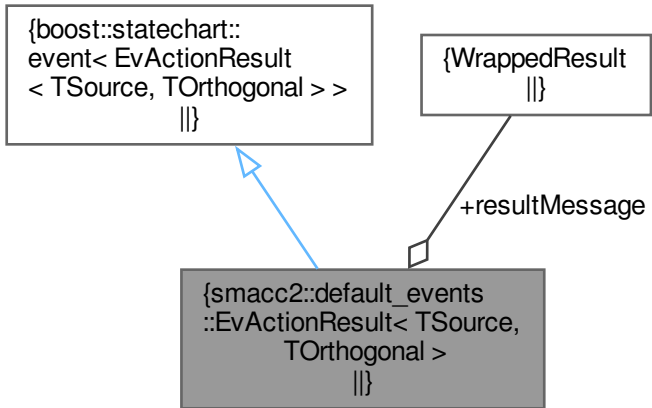 {boost::statechart::
event< EvActionResult
< TSource, TOrthogonal > >
||}
{WrappedResult
||}
+resultMessage
{smacc2::default_events
::EvActionResult< TSource,
TOrthogonal >
||}